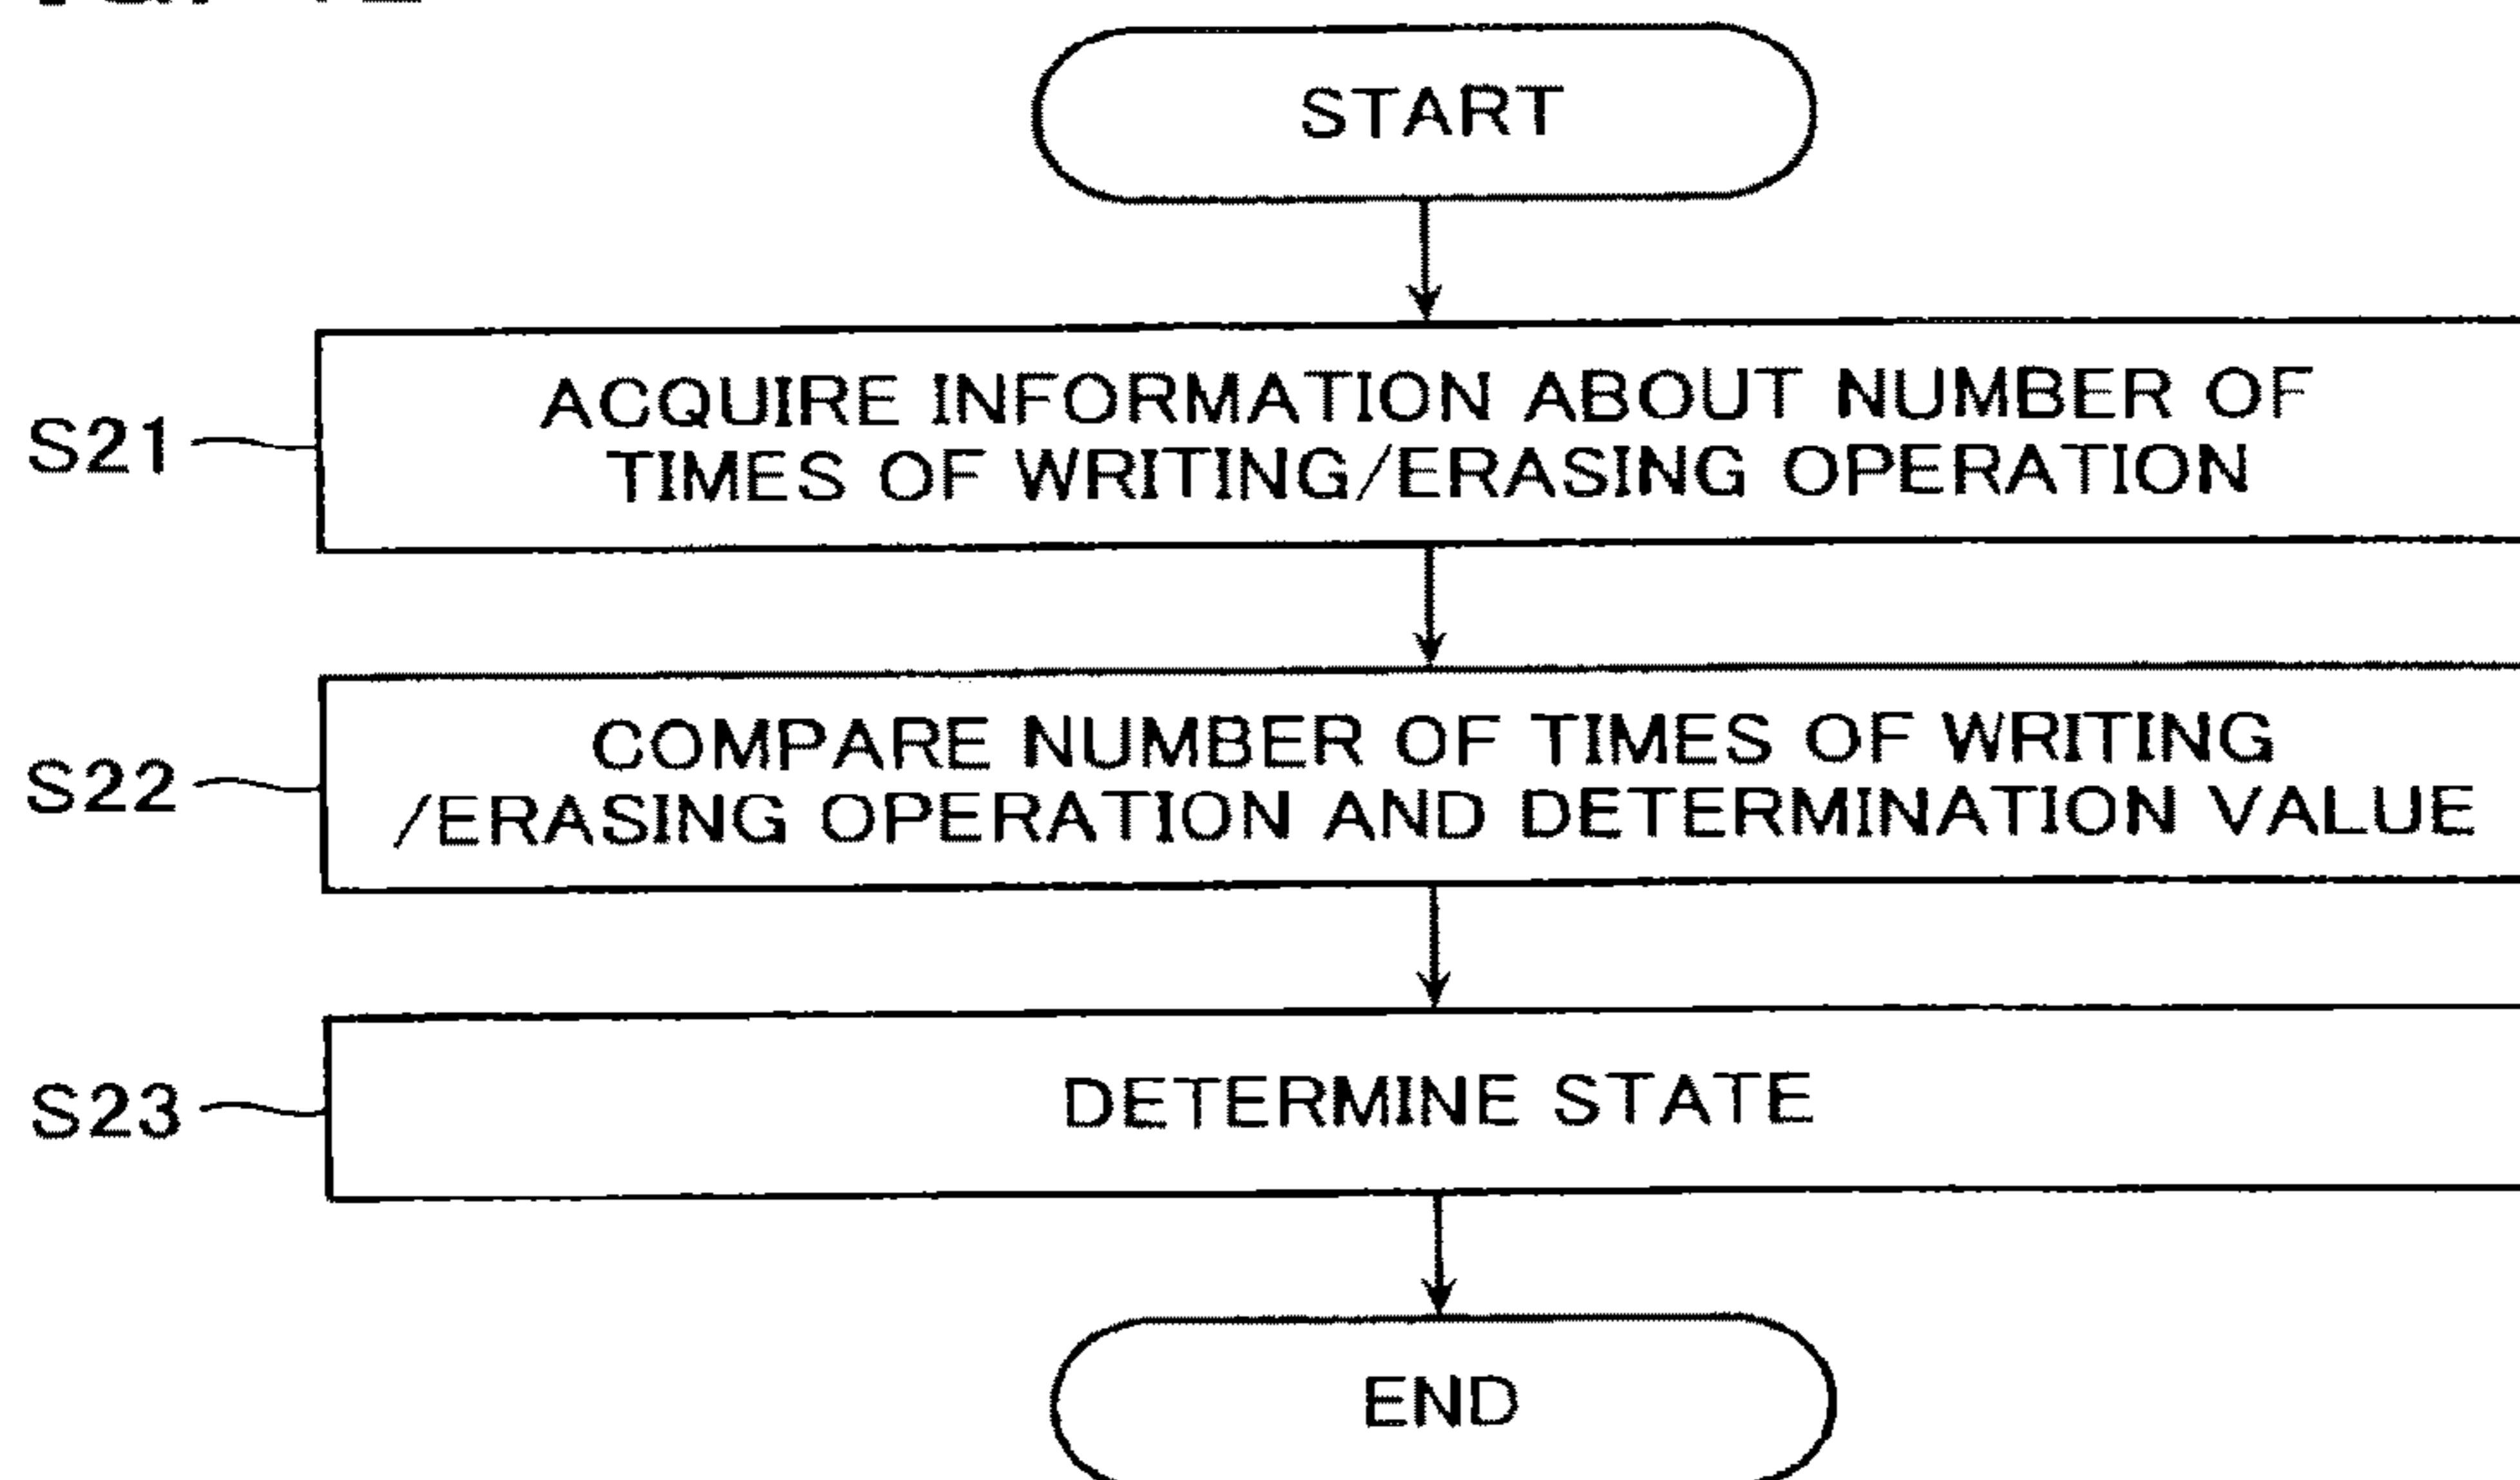 START
S21
ACQUIRE INFORMATION ABOUT NUMBER OF
TIMES OF WRITING/ERASING OPERATION
S22
COMPARE NUMBER OF TIMES OF WRITING
/ERASING OPERATION AND DETERMINATION VALUE
S23
DETERMINE STATE
END